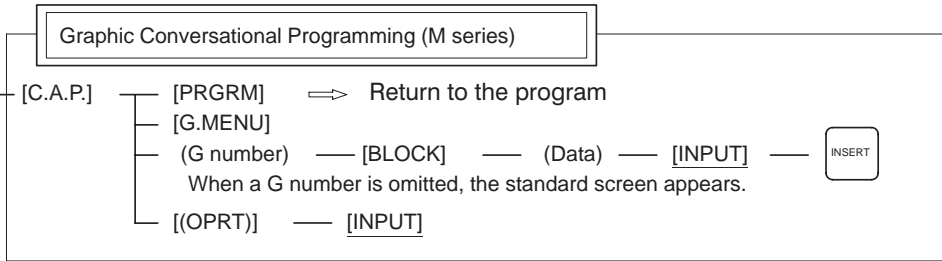 Graphic Conversational Programming (M series)
[C.A.P.] [PRGRM] ⇨ Return to the program
[G.MENU]
(G number) [BLOCK] (Data) [INPUT] INSERT
When a G number is omitted, the standard screen appears.
[(OPRT)] [INPUT]